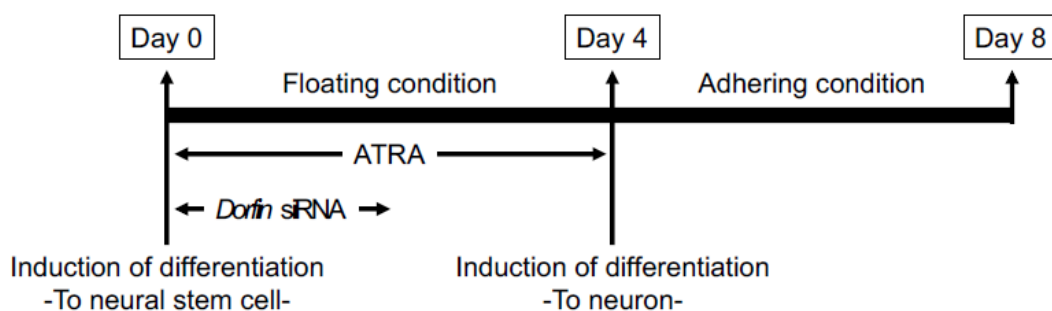 Day 0
Day 4
Day 8
Floating condition
Adhering condition
ATRA
Dorfin siRNA
Induction of differentiation
-To neural stem cell-
Induction of differentiation
-To neuron-